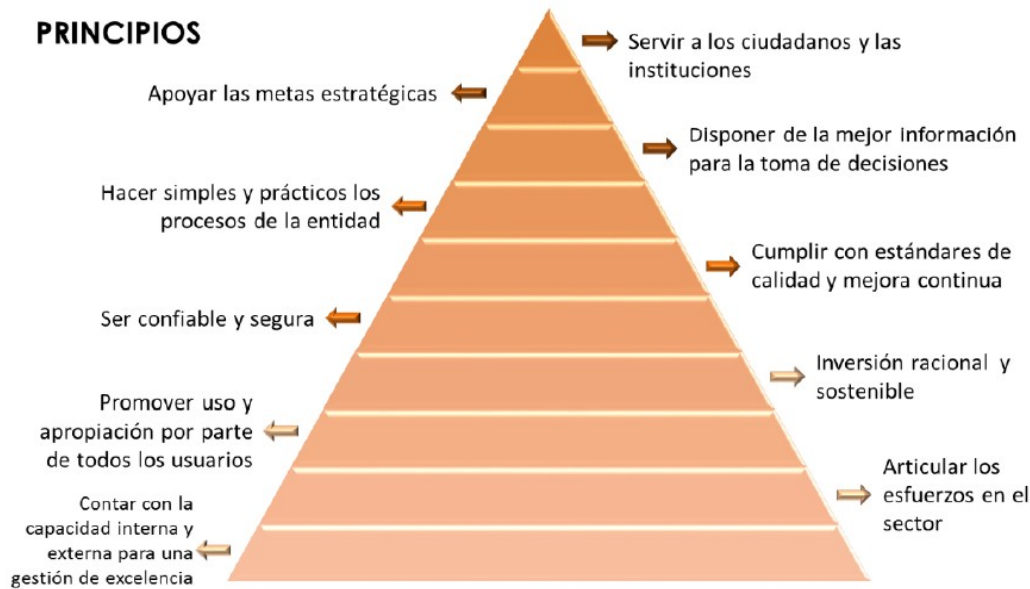 PRINCIPIOS
Servir a los ciudadanos y las
instituciones
Apoyar las metas estratégicas
Disponer de la mejor información
para la toma de decisiones
Hacer simples y prácticos los
procesos de la entidad
Cumplir con estándares de
calidad y mejora continua
Ser confiable y segura
Inversión racional y
sostenible
Promover uso y
apropiación por parte
de todos los usuarios
Articular los
esfuerzos en el
sector
Contar con la
capacidad interna y
externa para una
gestión de excelencia